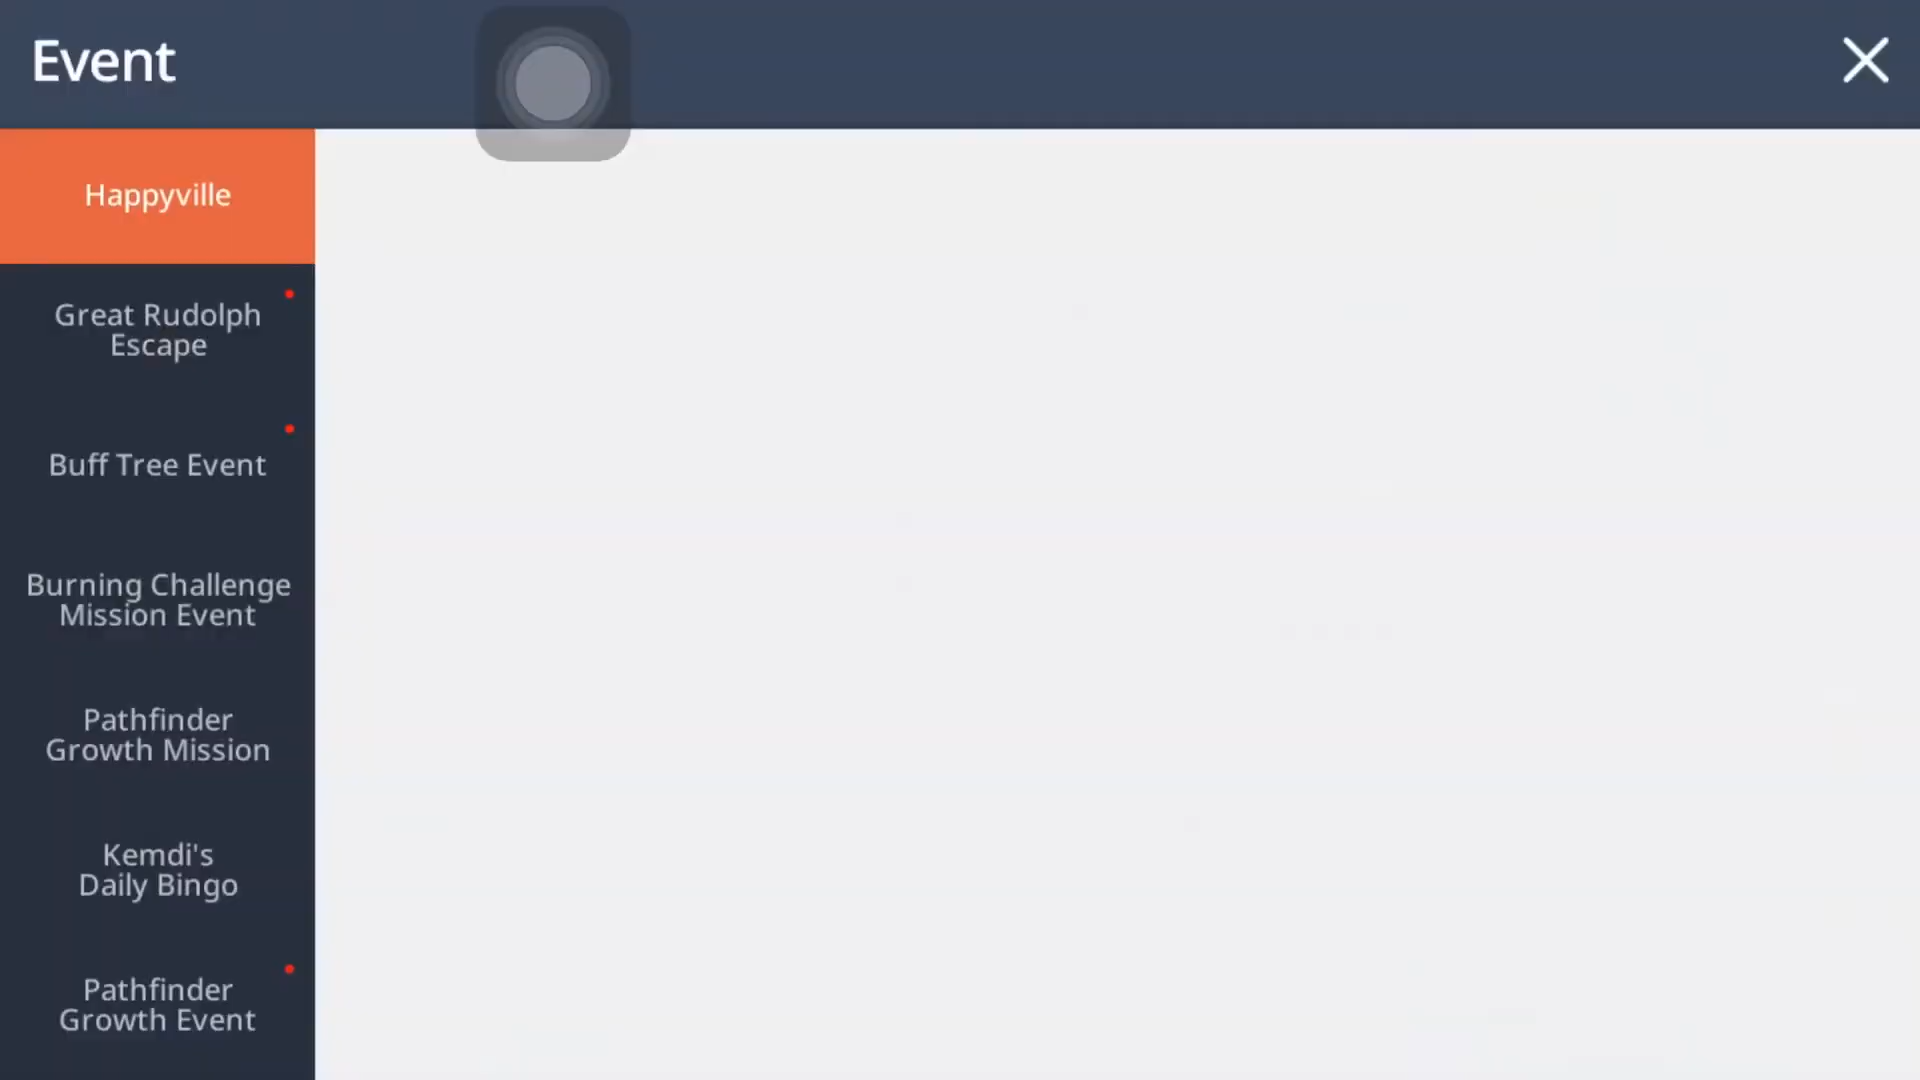 Event
Happyville
Great Rudolph
Escape
Buff Tree Event
Burning Challenge
Mission Event
Pathfinder
Growth Mission
Kemdi's
Daily Bingo
Pathfinder
Growth Event